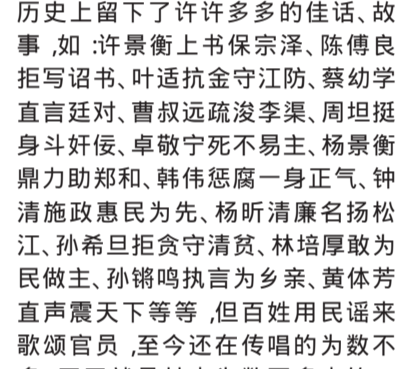 历史上留下了许许多多的佳话、故
事,如:许景衡上书保宗泽、陈傅良
拒写诏书、叶适抗金守江防、蔡幼学
直言廷对、曹叔远疏浚李渠、周坦挺
身斗奸佞、卓敬宁死不易主、杨景衡
鼎力助郑和、韩伟惩腐一身正气、钟
清施政惠民为先、杨昕清廉名扬松
江、孙希旦拒贪守清贫、林培厚敢为
民做主、孙锵鸣执言为乡亲、黄体芳
直声震天下等等,但百姓用民谣来
歌颂官员,至今还在传唱的为数不